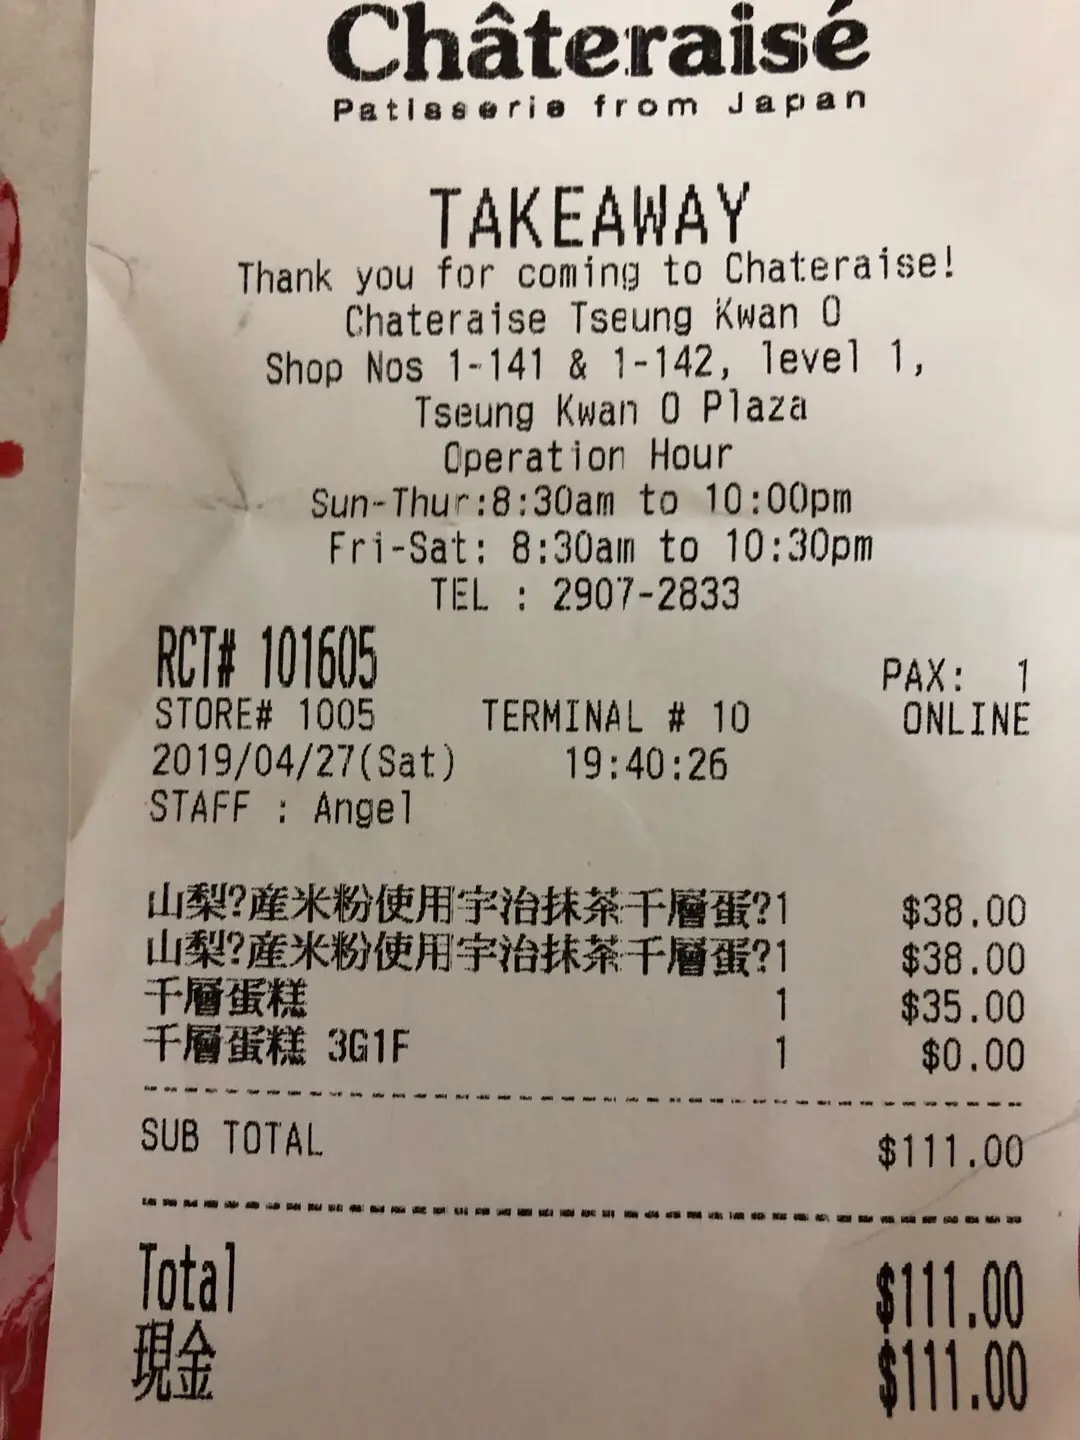 Châteraisé
Patisserie from Japan
TAKEAWAY
Thank you for coming to Chateraise!
Chateraise Tseung Kwan O
Shop Nos 1-141 & 1-142, level 1,
Tseung Kwan O Plaza
Operation Hour
Sun-Thur:8:30am to 10:00pm
Fri-Sat: 8:30am to 10:30pm
TEL : 2907-2833
RCT# 101605 PAX: 1
STORE# 1005 TERMINAL # 10 ONLINE
2019/04/27(Sat) 19:40:26
STAFF : Angel
山梨?産米粉使用宇治抹茶千層蛋?1 $38.00
山梨?産米粉使用宇治抹茶千層蛋?1 $38.00
千層蛋糕 1 $35.00
千層蛋糕 3G1F 1 $0.00
SUB TOTAL $111.00
Total $111.00
現金 $111.00